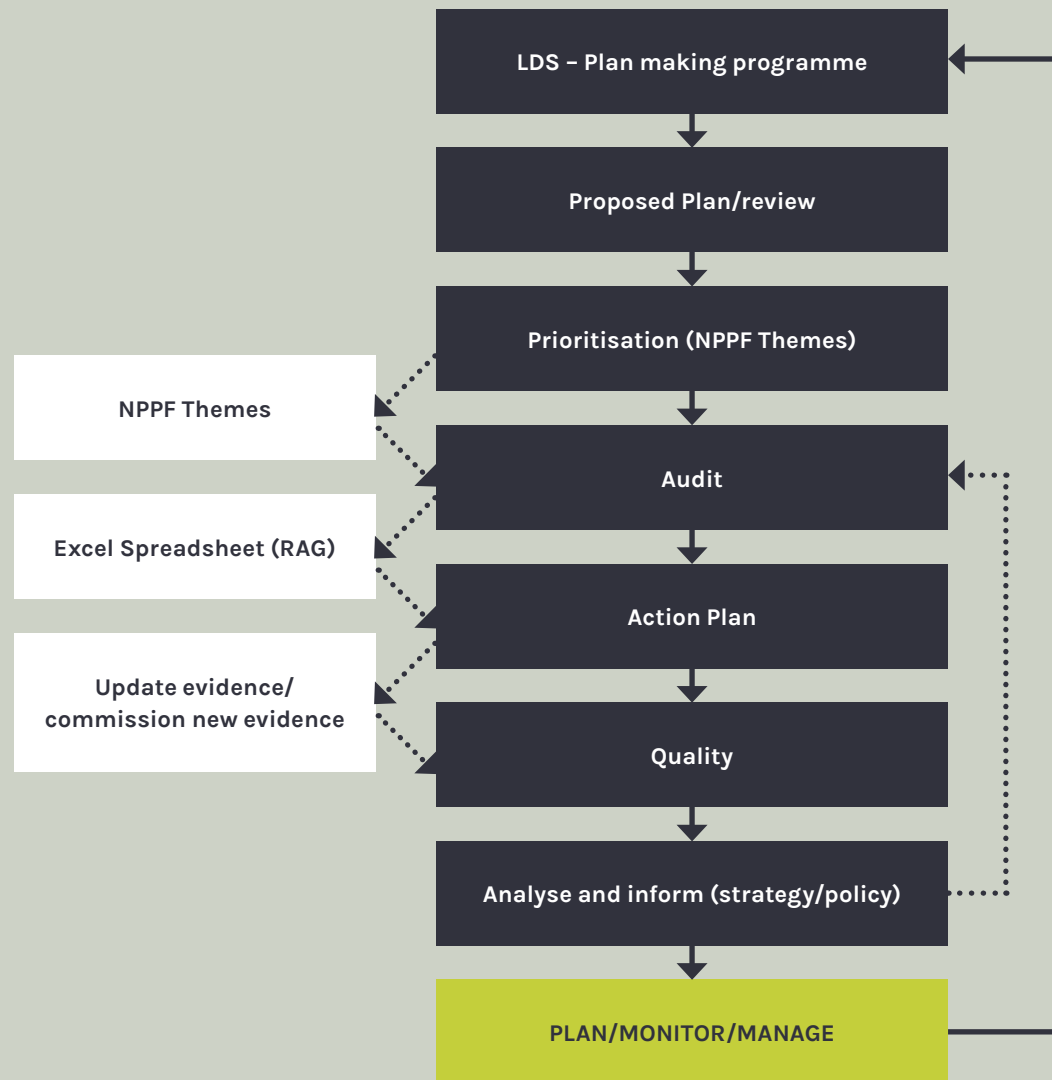 LDS – Plan making programme
Proposed Plan/review
Prioritisation (NPPF Themes)
NPPF Themes
Audit
Excel Spreadsheet (RAG)
Action Plan
Update evidence/
commission new evidence
Quality
Analyse and inform (strategy/policy)
PLAN/MONITOR/MANAGE